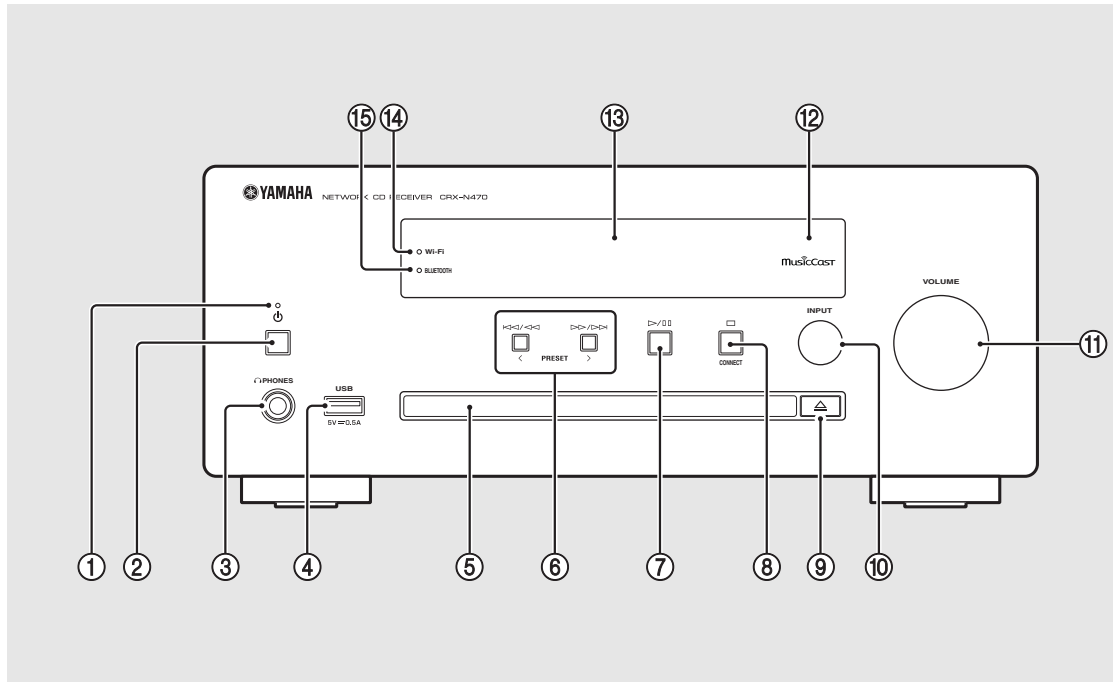 ⑮ ⑭ ⑬ ⑫
YAMAHA NETWORK CD RECEIVER CRX-N470
Wi-Fi
BLUETOOTH
MusicCast
VOLUME
INPUT
PRESET
< >
CONNECT
PHONES
USB
5V⎓0.5A
⑪
① ② ③ ④ ⑤ ⑥ ⑦ ⑧ ⑨ ⑩